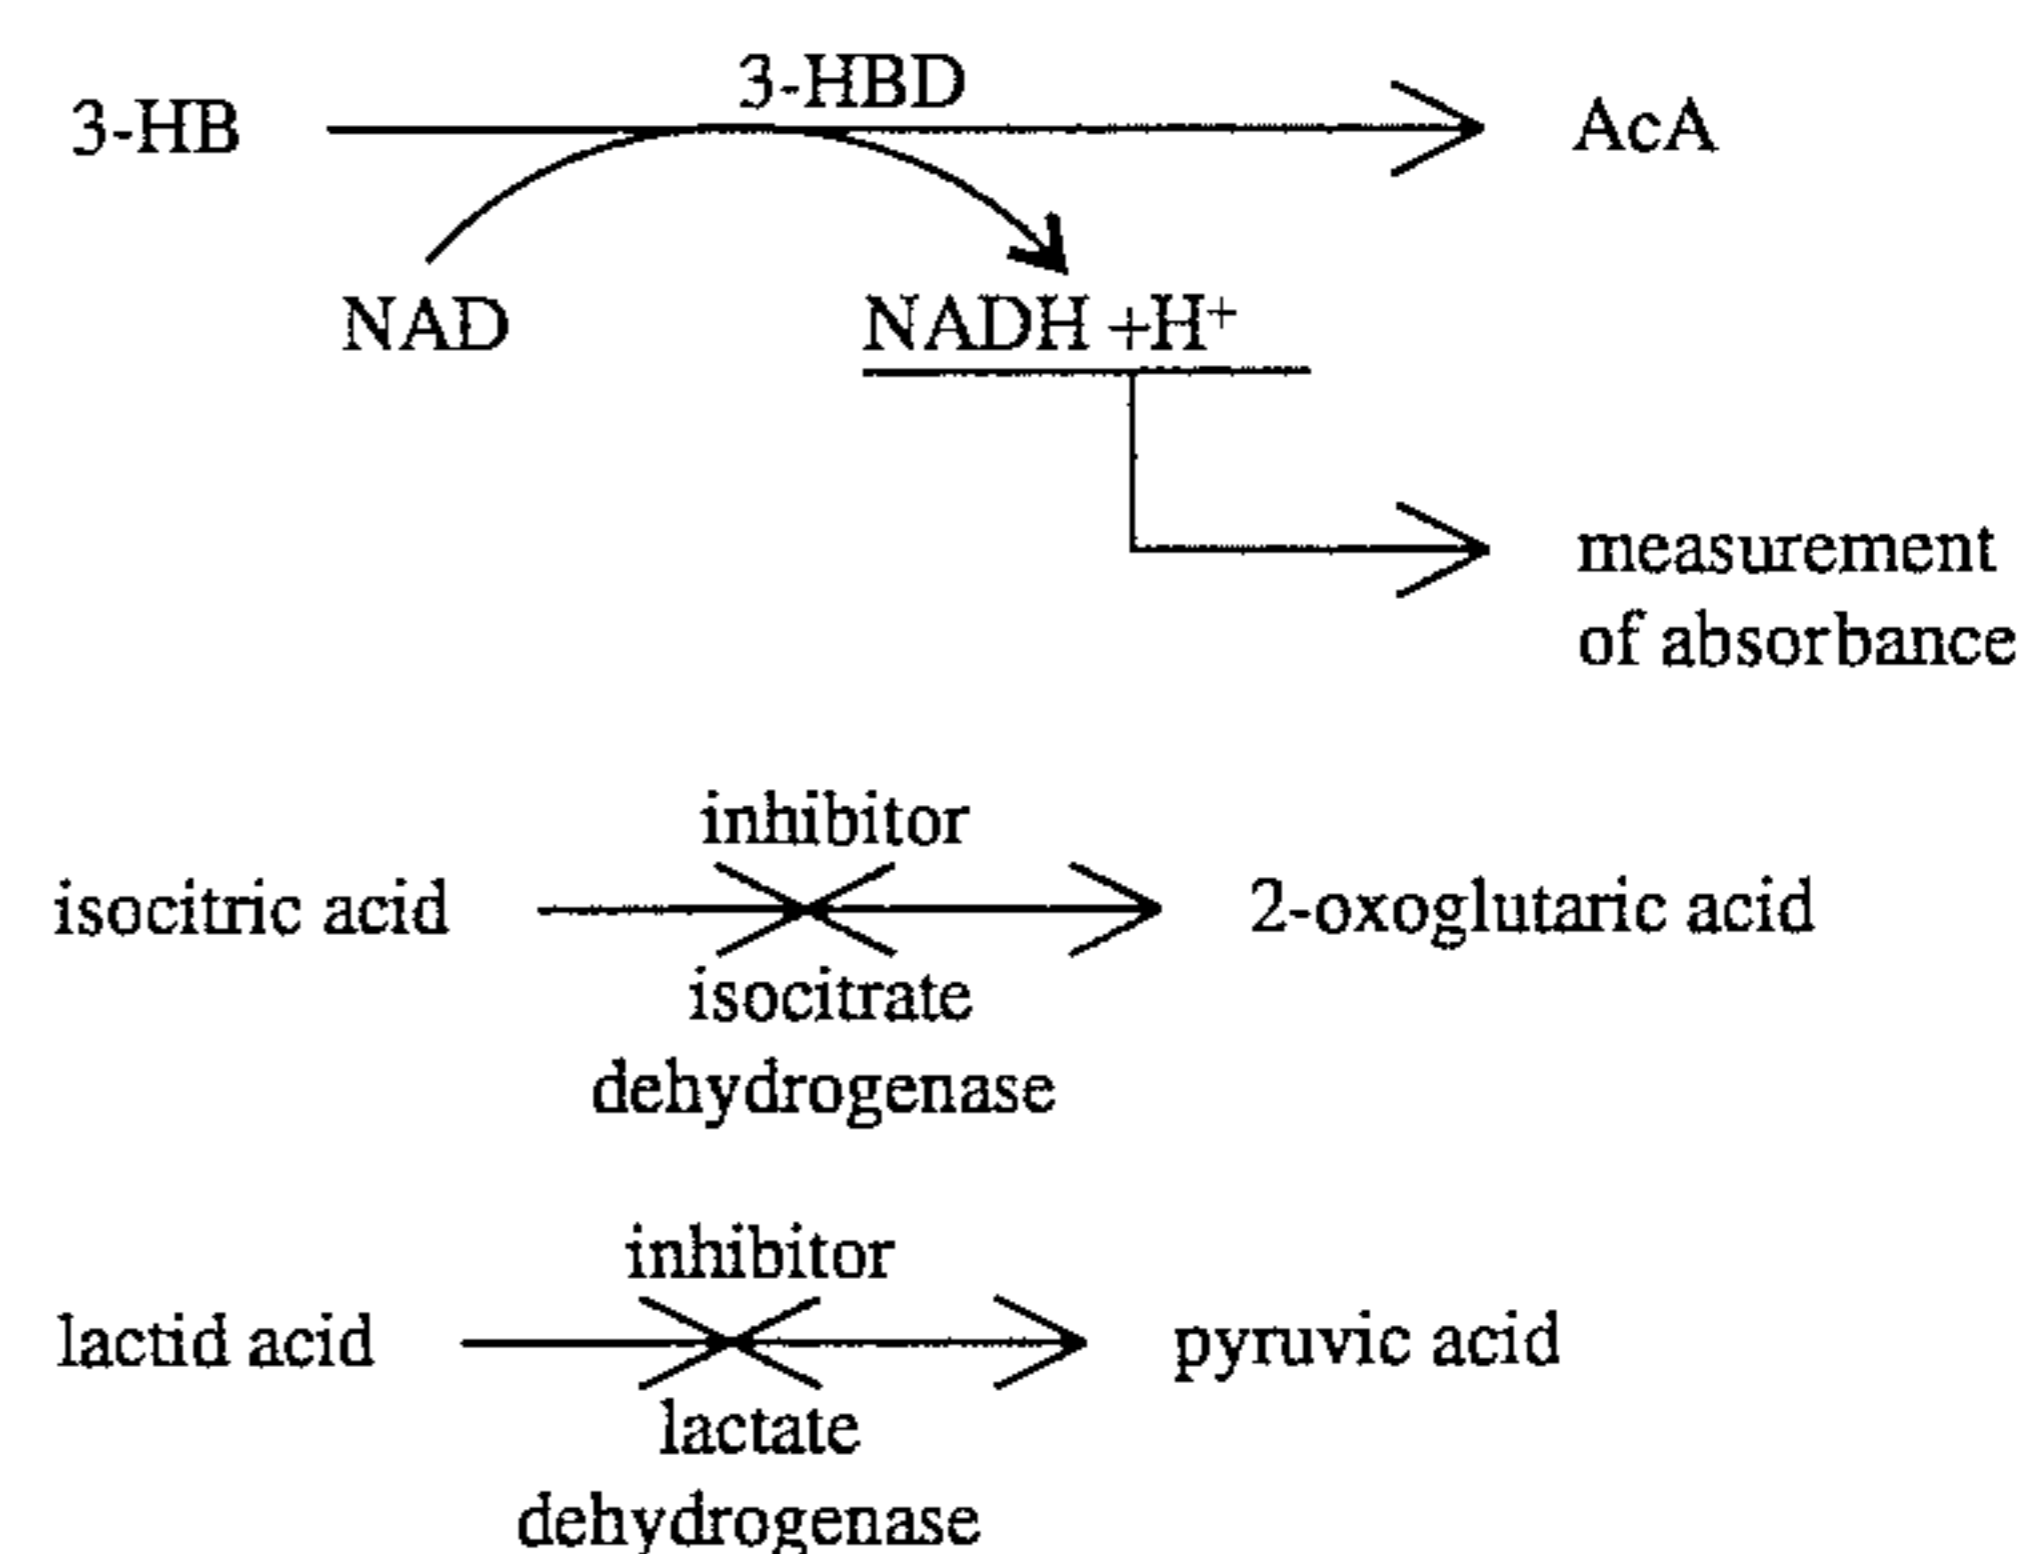 3-HB 3-HBD AcA
NAD NADH +H⁺
measurement
of absorbance
inhibitor
isocitric acid 2-oxoglutaric acid
isocitrate
dehydrogenase
inhibitor
lactid acid pyruvic acid
lactate
dehydrogenase